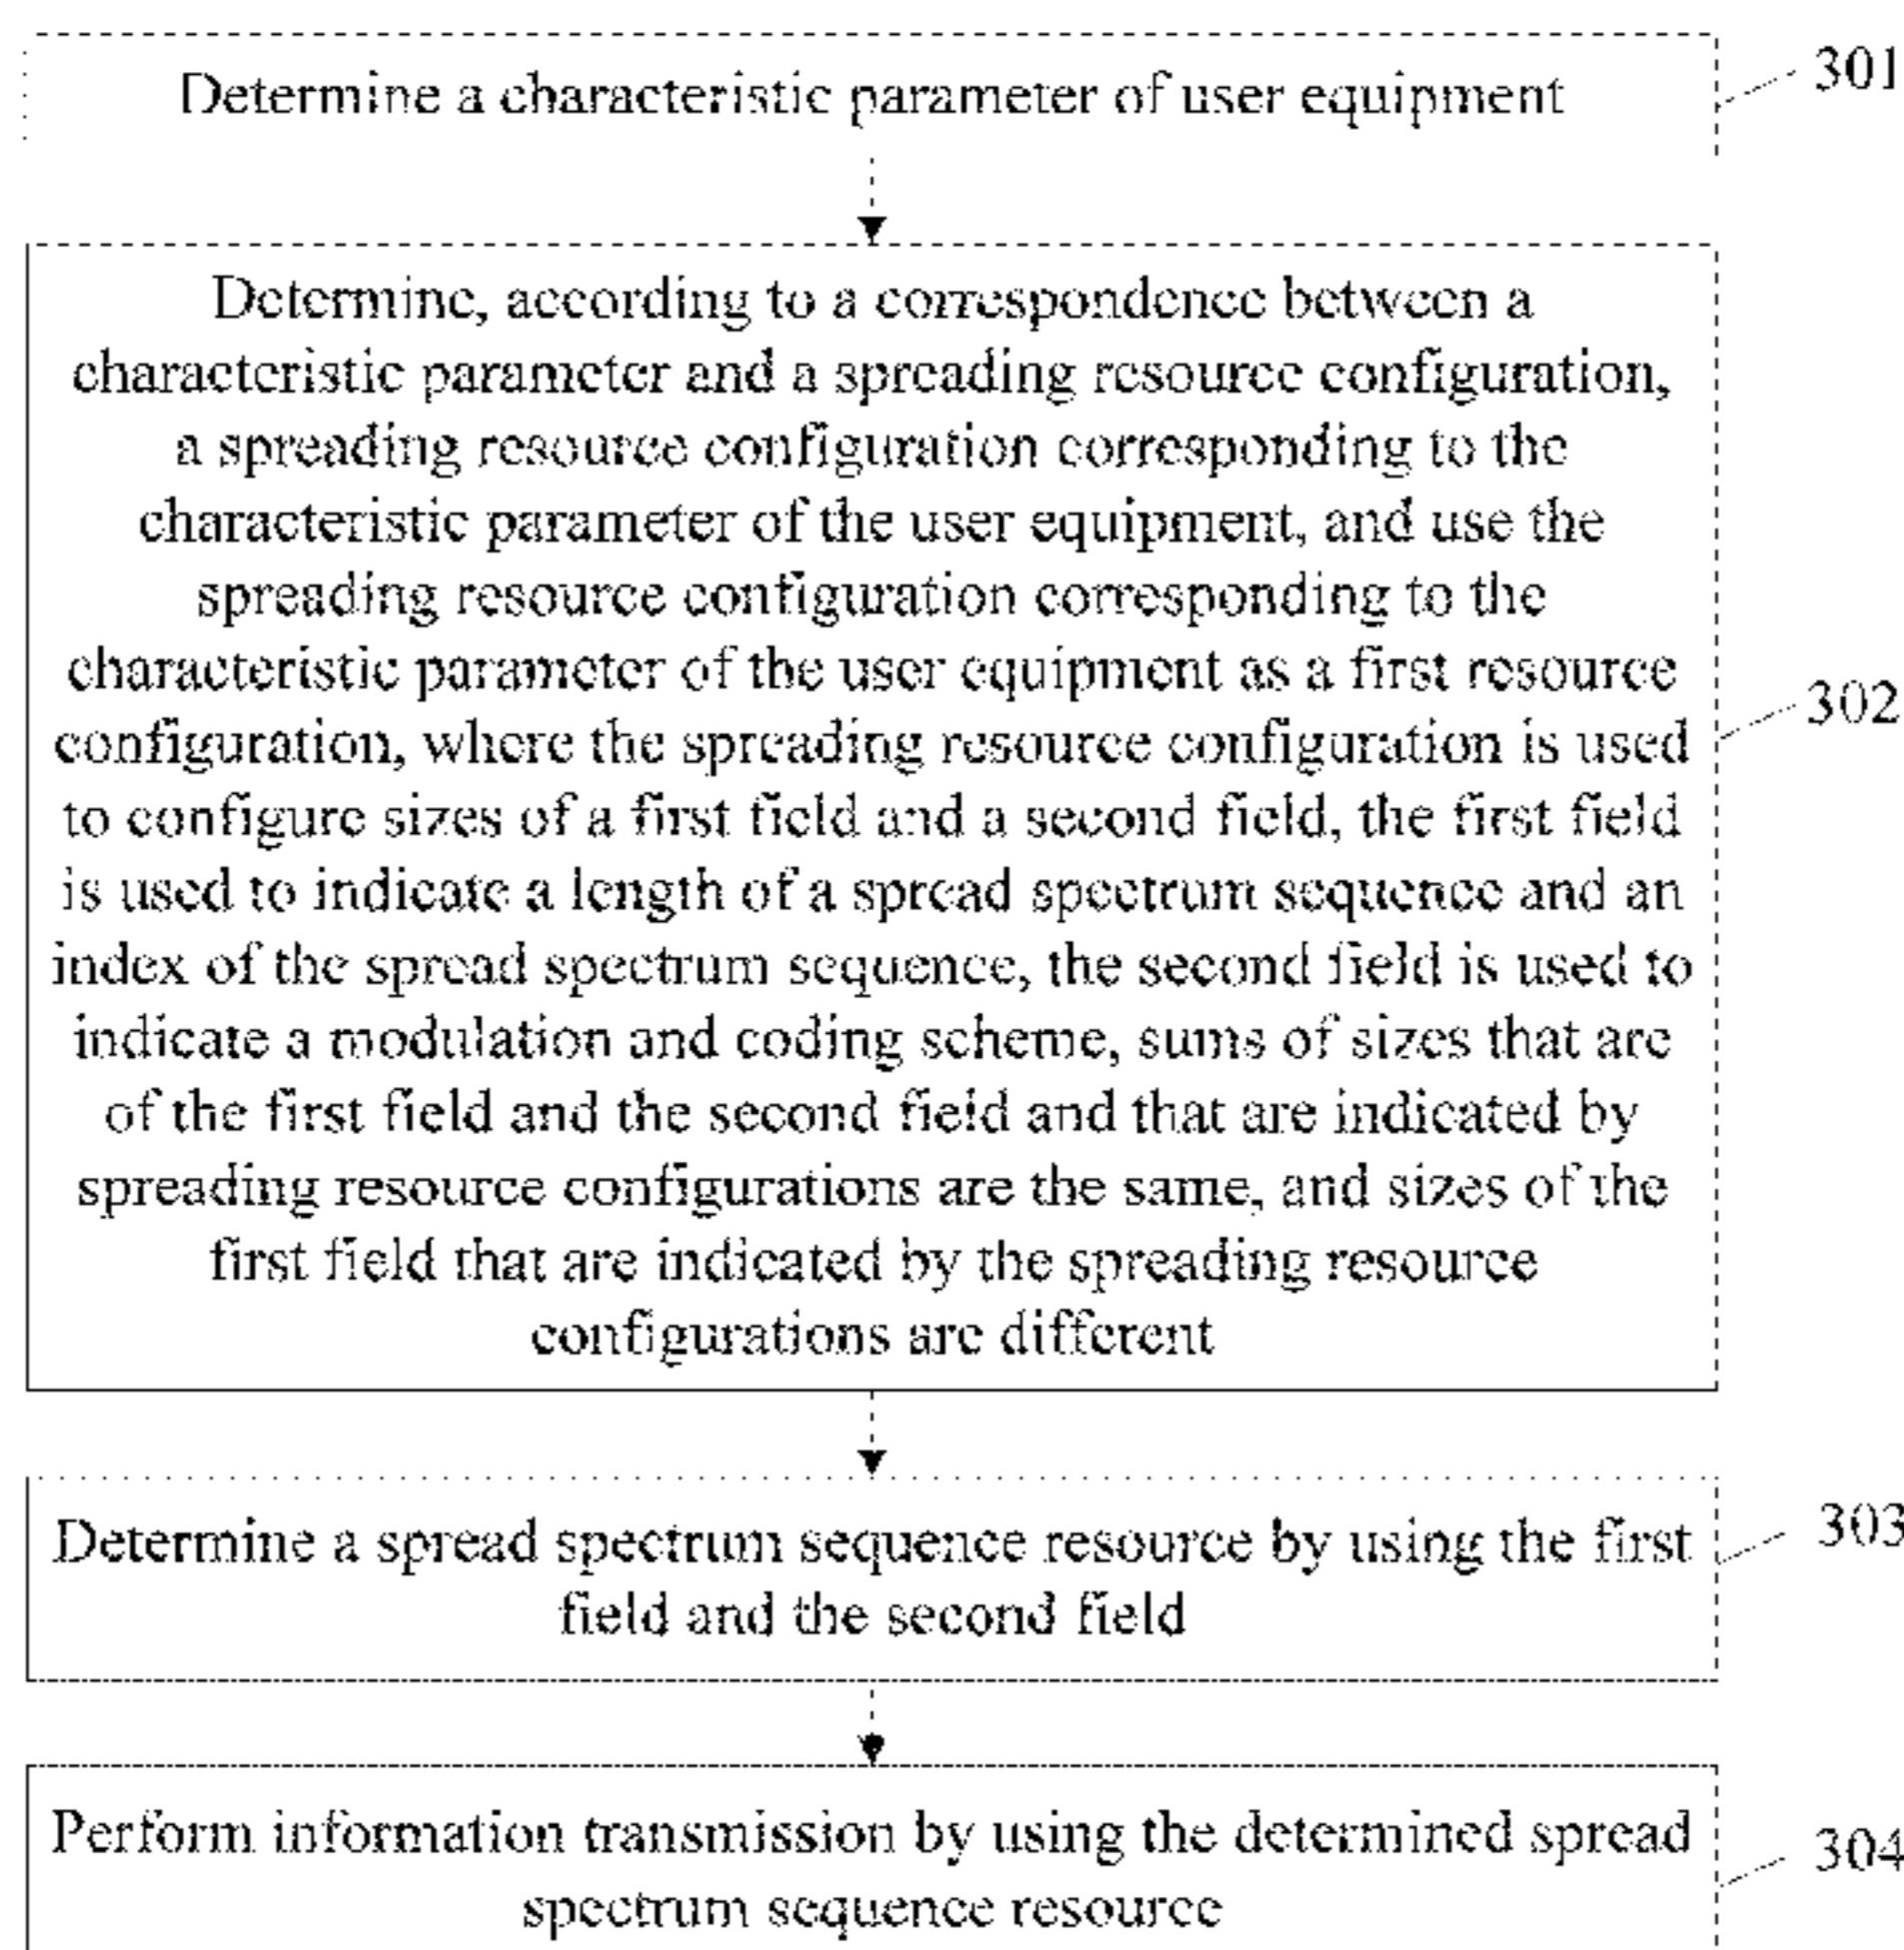 Determine a characteristic parameter of user equipment
301
Determine, according to a correspondence between a
characteristic parameter and a spreading resource configuration,
a spreading resource configuration corresponding to the
characteristic parameter of the user equipment, and use the
spreading resource configuration corresponding to the
characteristic parameter of the user equipment as a first resource
configuration, where the spreading resource configuration is used
to configure sizes of a first field and a second field, the first field
is used to indicate a length of a spread spectrum sequence and an
index of the spread spectrum sequence, the second field is used to
indicate a modulation and coding scheme, sums of sizes that are
of the first field and the second field and that are indicated by
spreading resource configurations are the same, and sizes of the
first field that are indicated by the spreading resource
configurations are different
302
Determine a spread spectrum sequence resource by using the first
field and the second field
303
Perform information transmission by using the determined spread
spectrum sequence resource
304